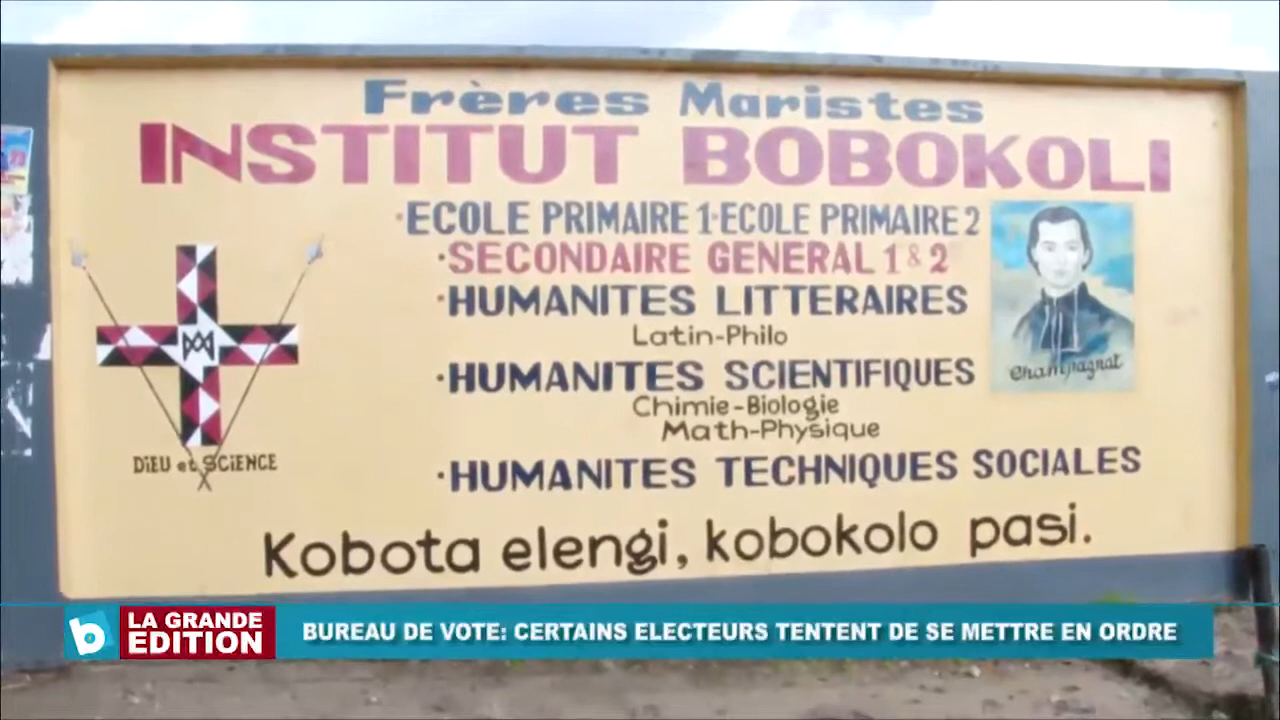 Frères Maristes
INSTITUT BOBOKOLI
·ECOLE PRIMAIRE 1·ECOLE PRIMAIRE 2
·SECONDAIRE GENERAL 1 & 2
·HUMANITES LITTERAIRES
Latin-Philo
·HUMANITES SCIENTIFIQUES
Chimie-Biologie
Math-Physique
·HUMANITES TECHNIQUES SOCIALES
Champagnat
DiEU et SCiENCE
Kobota elengi, kobokolo pasi.
b
LA GRANDE
EDITION
BUREAU DE VOTE: CERTAINS ELECTEURS TENTENT DE SE METTRE EN ORDRE